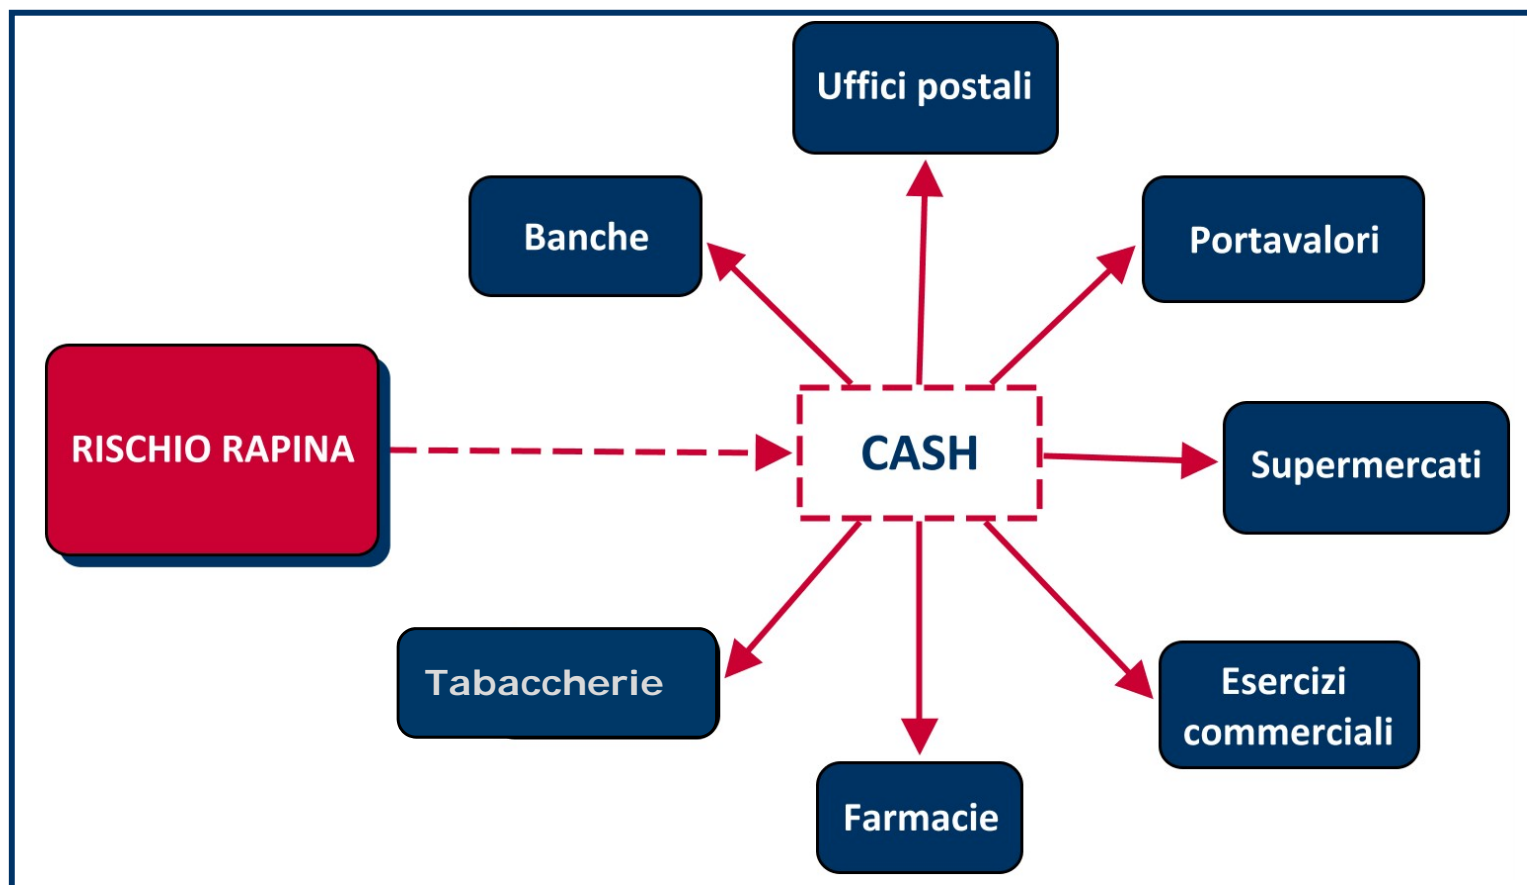 Uffici postali
Banche
Portavalori
RISCHIO RAPINA
CASH
Supermercati
Tabaccherie
Esercizi
commerciali
Farmacie